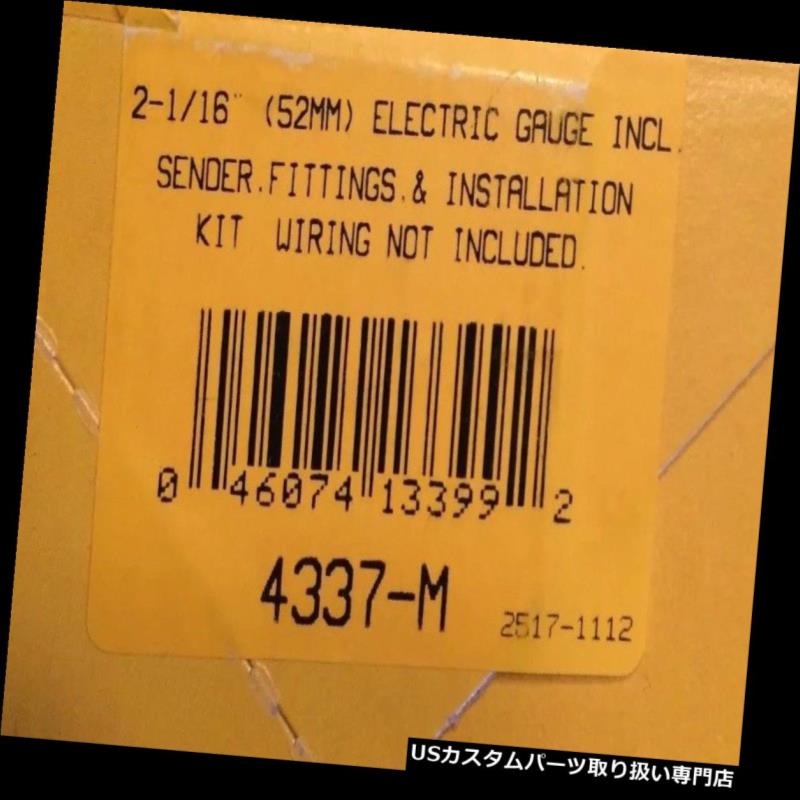 2-1/16" (52MM) ELECTRIC GAUGE INCL.
SENDER.FITTINGS.& INSTALLATION
KIT WIRING NOT INCLUDED.
0 46074 13399 2
4337-M
2517-1112
USカスタムパーツ取り扱い専門店